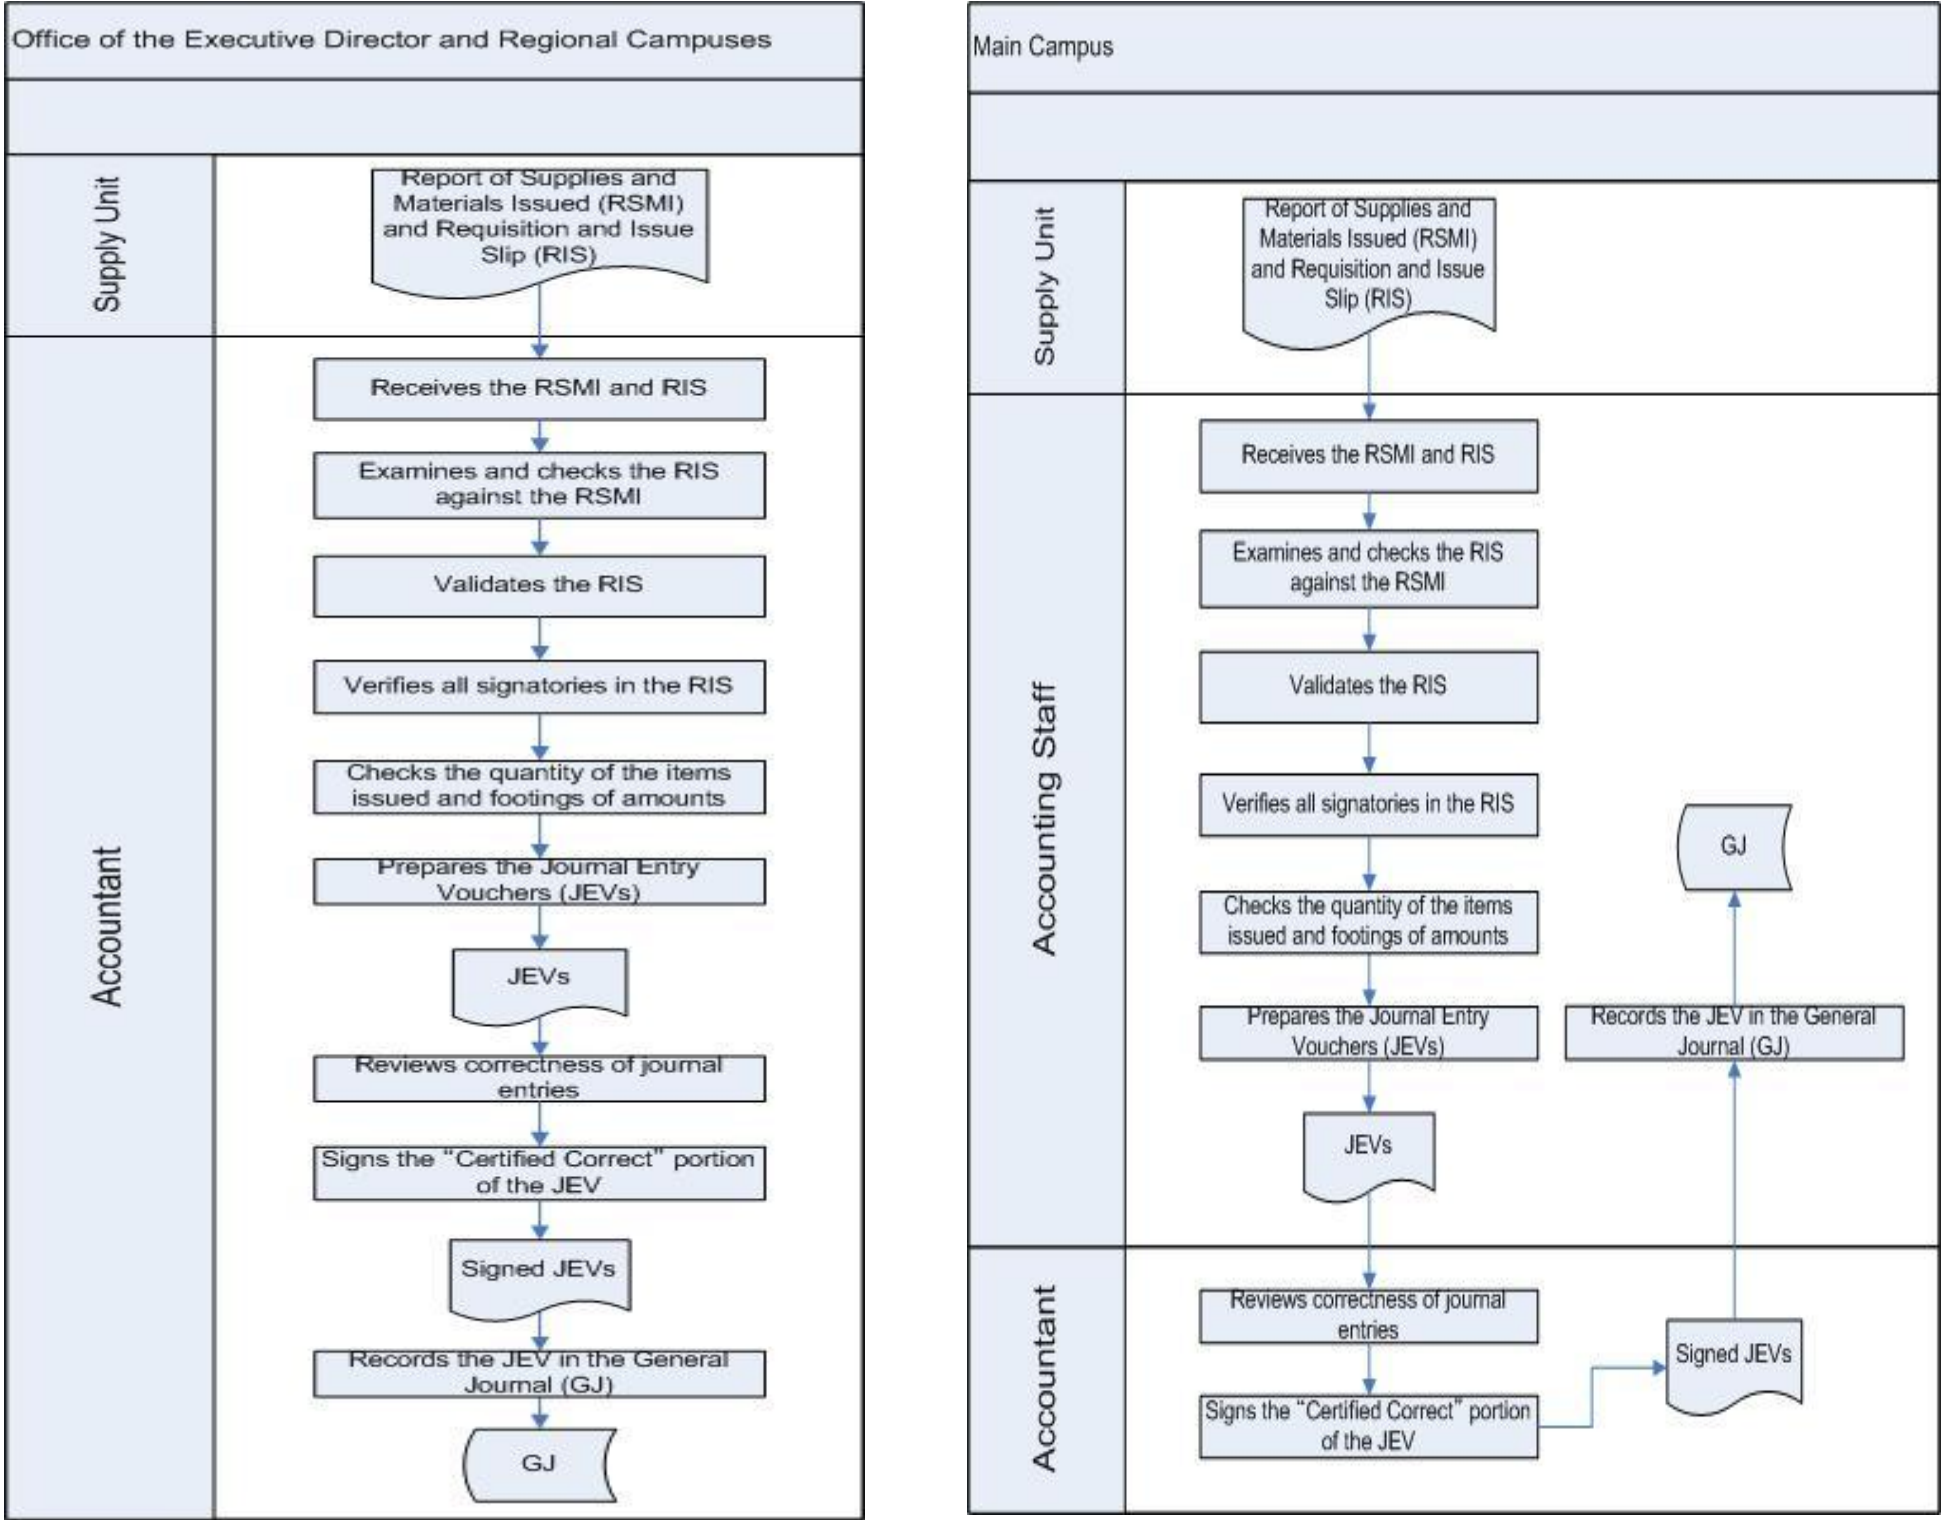 Office of the Executive Director and Regional Campuses
Supply Unit
Report of Supplies and
Materials Issued (RSMI)
and Requisition and Issue
Slip (RIS)
Accountant
Receives the RSMI and RIS
Examines and checks the RIS
against the RSMI
Validates the RIS
Verifies all signatories in the RIS
Checks the quantity of the items
issued and footings of amounts
Prepares the Journal Entry
Vouchers (JEVs)
JEVs
Reviews correctness of journal
entries
Signs the “Certified Correct” portion
of the JEV
Signed JEVs
Records the JEV in the General
Journal (GJ)
GJ
Main Campus
Supply Unit
Report of Supplies and
Materials Issued (RSMI)
and Requisition and Issue
Slip (RIS)
Accounting Staff
Receives the RSMI and RIS
Examines and checks the RIS
against the RSMI
Validates the RIS
Verifies all signatories in the RIS
Checks the quantity of the items
issued and footings of amounts
Prepares the Journal Entry
Vouchers (JEVs)
JEVs
GJ
Records the JEV in the General
Journal (GJ)
Accountant
Reviews correctness of journal
entries
Signs the “Certified Correct” portion
of the JEV
Signed JEVs